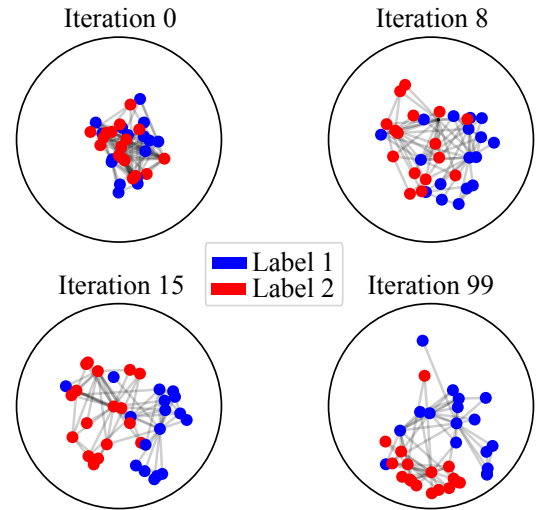 Iteration 0
Iteration 8
Label 1
Label 2
Iteration 15
Iteration 99